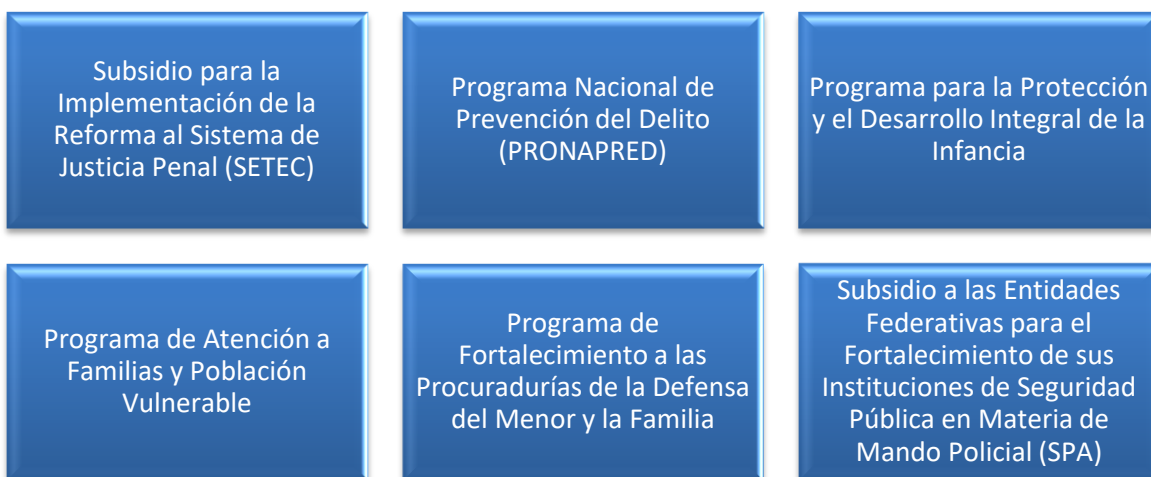 Subsidio para la
Implementación de la
Reforma al Sistema de
Justicia Penal (SETEC)
Programa Nacional de
Prevención del Delito
(PRONAPRED)
Programa para la Protección
y el Desarrollo Integral de la
Infancia
Programa de Atención a
Familias y Población
Vulnerable
Programa de
Fortalecimiento a las
Procuradurías de la Defensa
del Menor y la Familia
Subsidio a las Entidades
Federativas para el
Fortalecimiento de sus
Instituciones de Seguridad
Pública en Materia de
Mando Policial (SPA)